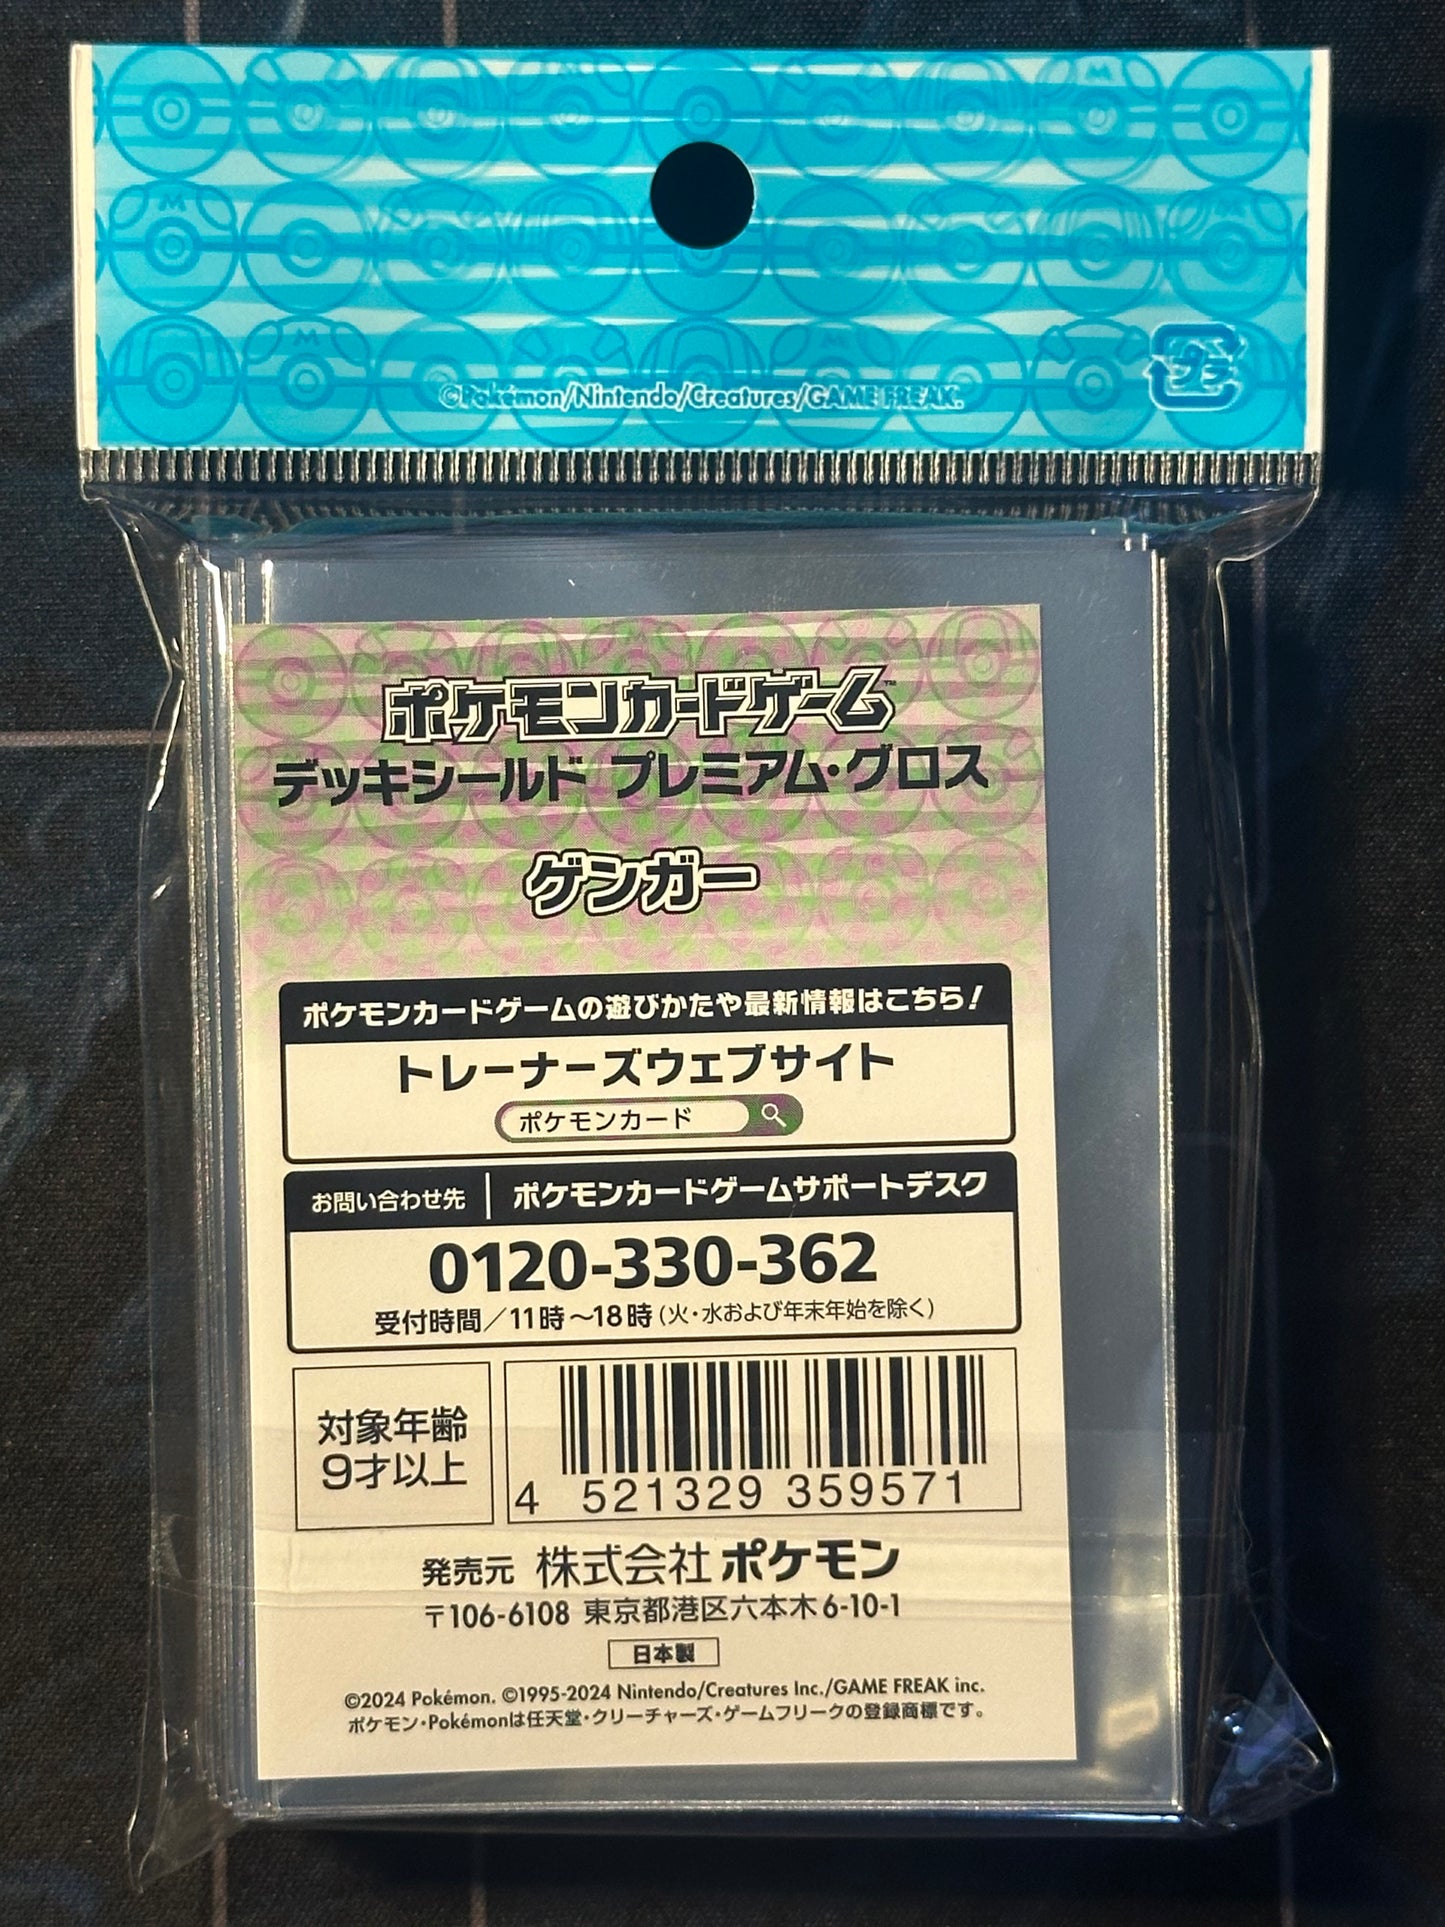 ©Pokémon/Nintendo/Creatures/GAME FREAK.
プラ
ポケモンカードゲーム™
デッキシールド プレミアム・グロス
ゲンガー
ポケモンカードゲームの遊びかたや最新情報はこちら!
トレーナーズウェブサイト
ポケモンカード
お問い合わせ先 ポケモンカードゲームサポートデスク
0120-330-362
受付時間/11時〜18時(火・水および年末年始を除く)
対象年齢
9才以上
4 521329 359571
発売元 株式会社ポケモン
〒106-6108 東京都港区六本木6-10-1
日本製
©2024 Pokémon. ©1995-2024 Nintendo/Creatures Inc./GAME FREAK inc.
ポケモン・Pokémonは任天堂・クリーチャーズ・ゲームフリークの登録商標です。